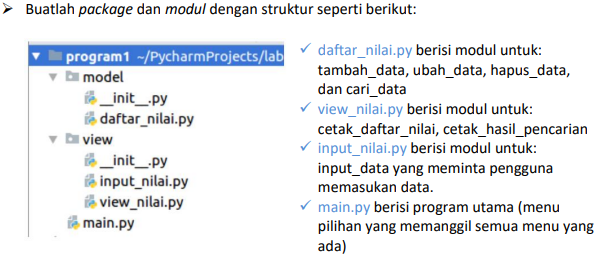 ➢ Buatlah package dan modul dengan struktur seperti berikut:
program1 ~/PycharmProjects/lab
model
__init__.py
daftar_nilai.py
view
__init__.py
input_nilai.py
view_nilai.py
main.py
✓ daftar_nilai.py berisi modul untuk:
tambah_data, ubah_data, hapus_data,
dan cari_data
✓ view_nilai.py berisi modul untuk:
cetak_daftar_nilai, cetak_hasil_pencarian
✓ input_nilai.py berisi modul untuk:
input_data yang meminta pengguna
memasukan data.
✓ main.py berisi program utama (menu
pilihan yang memanggil semua menu yang
ada)